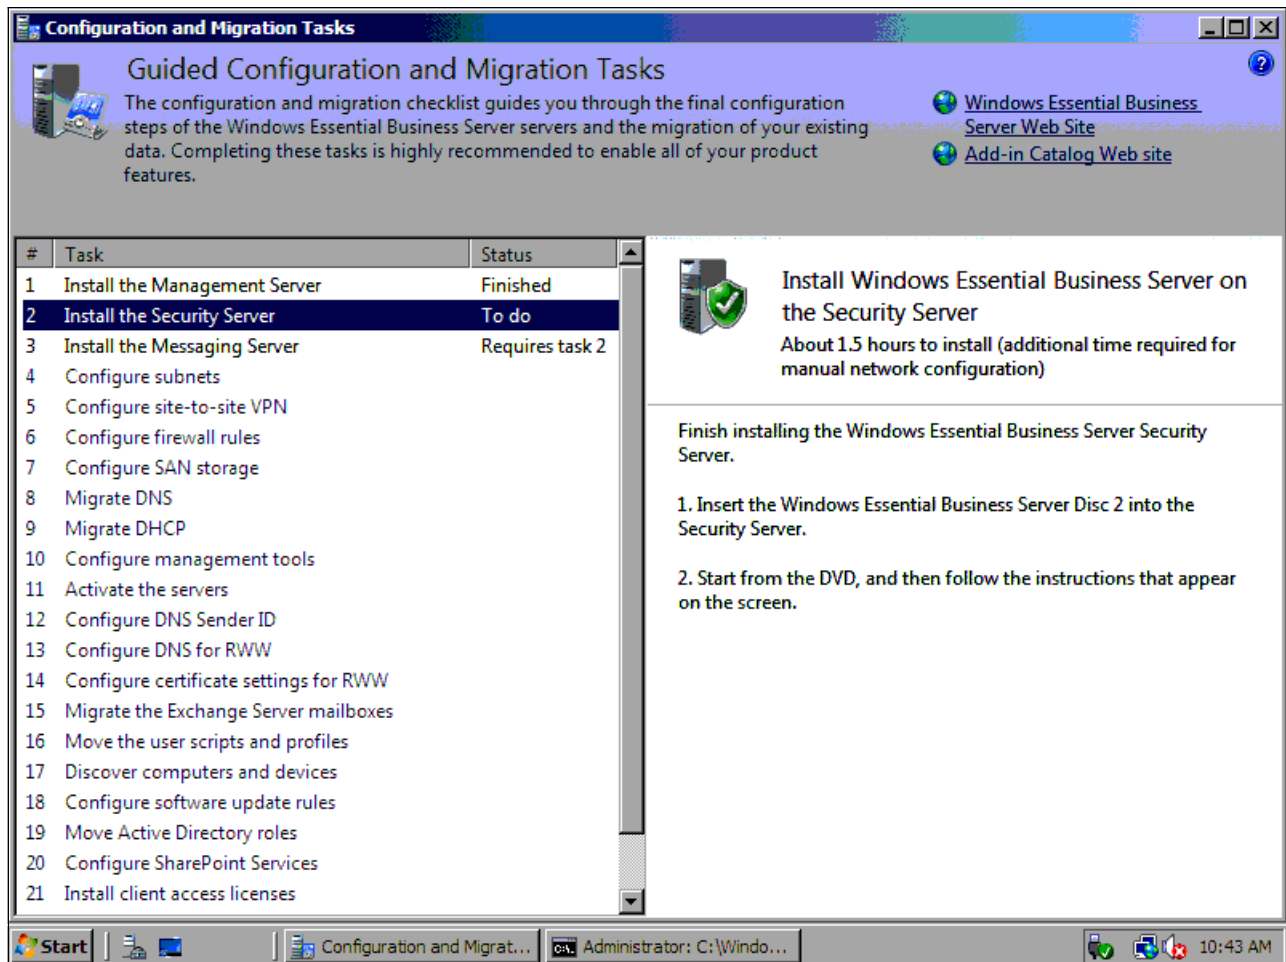 Configuration and Migration Tasks
Guided Configuration and Migration Tasks
The configuration and migration checklist guides you through the final configuration
steps of the Windows Essential Business Server servers and the migration of your existing
data. Completing these tasks is highly recommended to enable all of your product
features.
Windows Essential Business
Server Web Site
Add-in Catalog Web site
# Task Status
1 Install the Management Server Finished
2 Install the Security Server To do
3 Install the Messaging Server Requires task 2
4 Configure subnets
5 Configure site-to-site VPN
6 Configure firewall rules
7 Configure SAN storage
8 Migrate DNS
9 Migrate DHCP
10 Configure management tools
11 Activate the servers
12 Configure DNS Sender ID
13 Configure DNS for RWW
14 Configure certificate settings for RWW
15 Migrate the Exchange Server mailboxes
16 Move the user scripts and profiles
17 Discover computers and devices
18 Configure software update rules
19 Move Active Directory roles
20 Configure SharePoint Services
21 Install client access licenses
Install Windows Essential Business Server on
the Security Server
About 1.5 hours to install (additional time required for
manual network configuration)
Finish installing the Windows Essential Business Server Security
Server.
1. Insert the Windows Essential Business Server Disc 2 into the
Security Server.
2. Start from the DVD, and then follow the instructions that appear
on the screen.
Start
Configuration and Migrat...
Administrator: C:\Windo...
10:43 AM